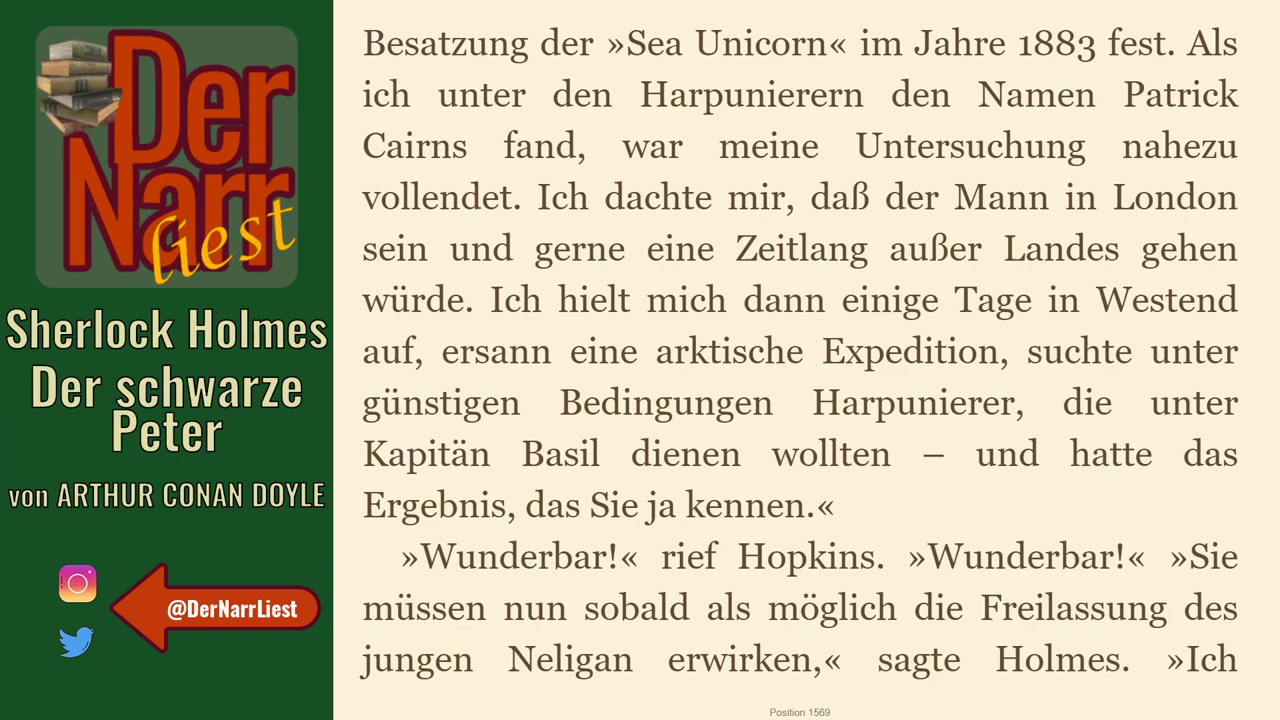 Der
Narr
liest
Sherlock Holmes
Der schwarze
Peter
von ARTHUR CONAN DOYLE
@DerNarrLiest
Besatzung der »Sea Unicorn« im Jahre 1883 fest. Als
ich unter den Harpunierern den Namen Patrick
Cairns fand, war meine Untersuchung nahezu
vollendet. Ich dachte mir, daß der Mann in London
sein und gerne eine Zeitlang außer Landes gehen
würde. Ich hielt mich dann einige Tage in Westend
auf, ersann eine arktische Expedition, suchte unter
günstigen Bedingungen Harpunierer, die unter
Kapitän Basil dienen wollten – und hatte das
Ergebnis, das Sie ja kennen.«
»Wunderbar!« rief Hopkins. »Wunderbar!« »Sie
müssen nun sobald als möglich die Freilassung des
jungen Neligan erwirken,« sagte Holmes. »Ich
Position 1569